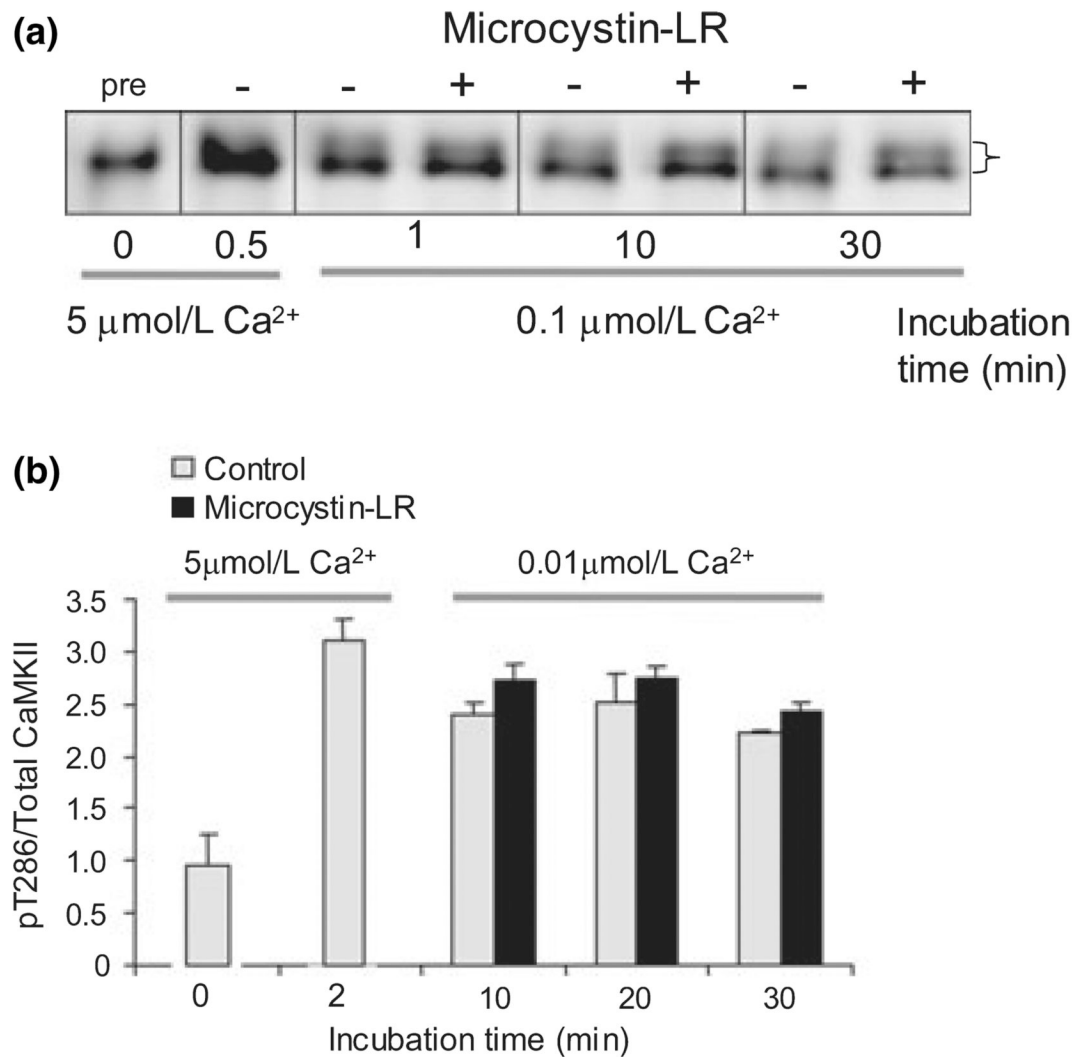 (a)
Microcystin-LR
pre - - + - + - +
0 0.5 1 10 30
5 μmol/L Ca²⁺ 0.1 μmol/L Ca²⁺ Incubation
time (min)
(b)
Control
Microcystin-LR
5μmol/L Ca²⁺ 0.01μmol/L Ca²⁺
3.5
3.0
2.5
2.0
1.5
1.0
0.5
0
pT286/Total CaMKII
0 2 10 20 30
Incubation time (min)